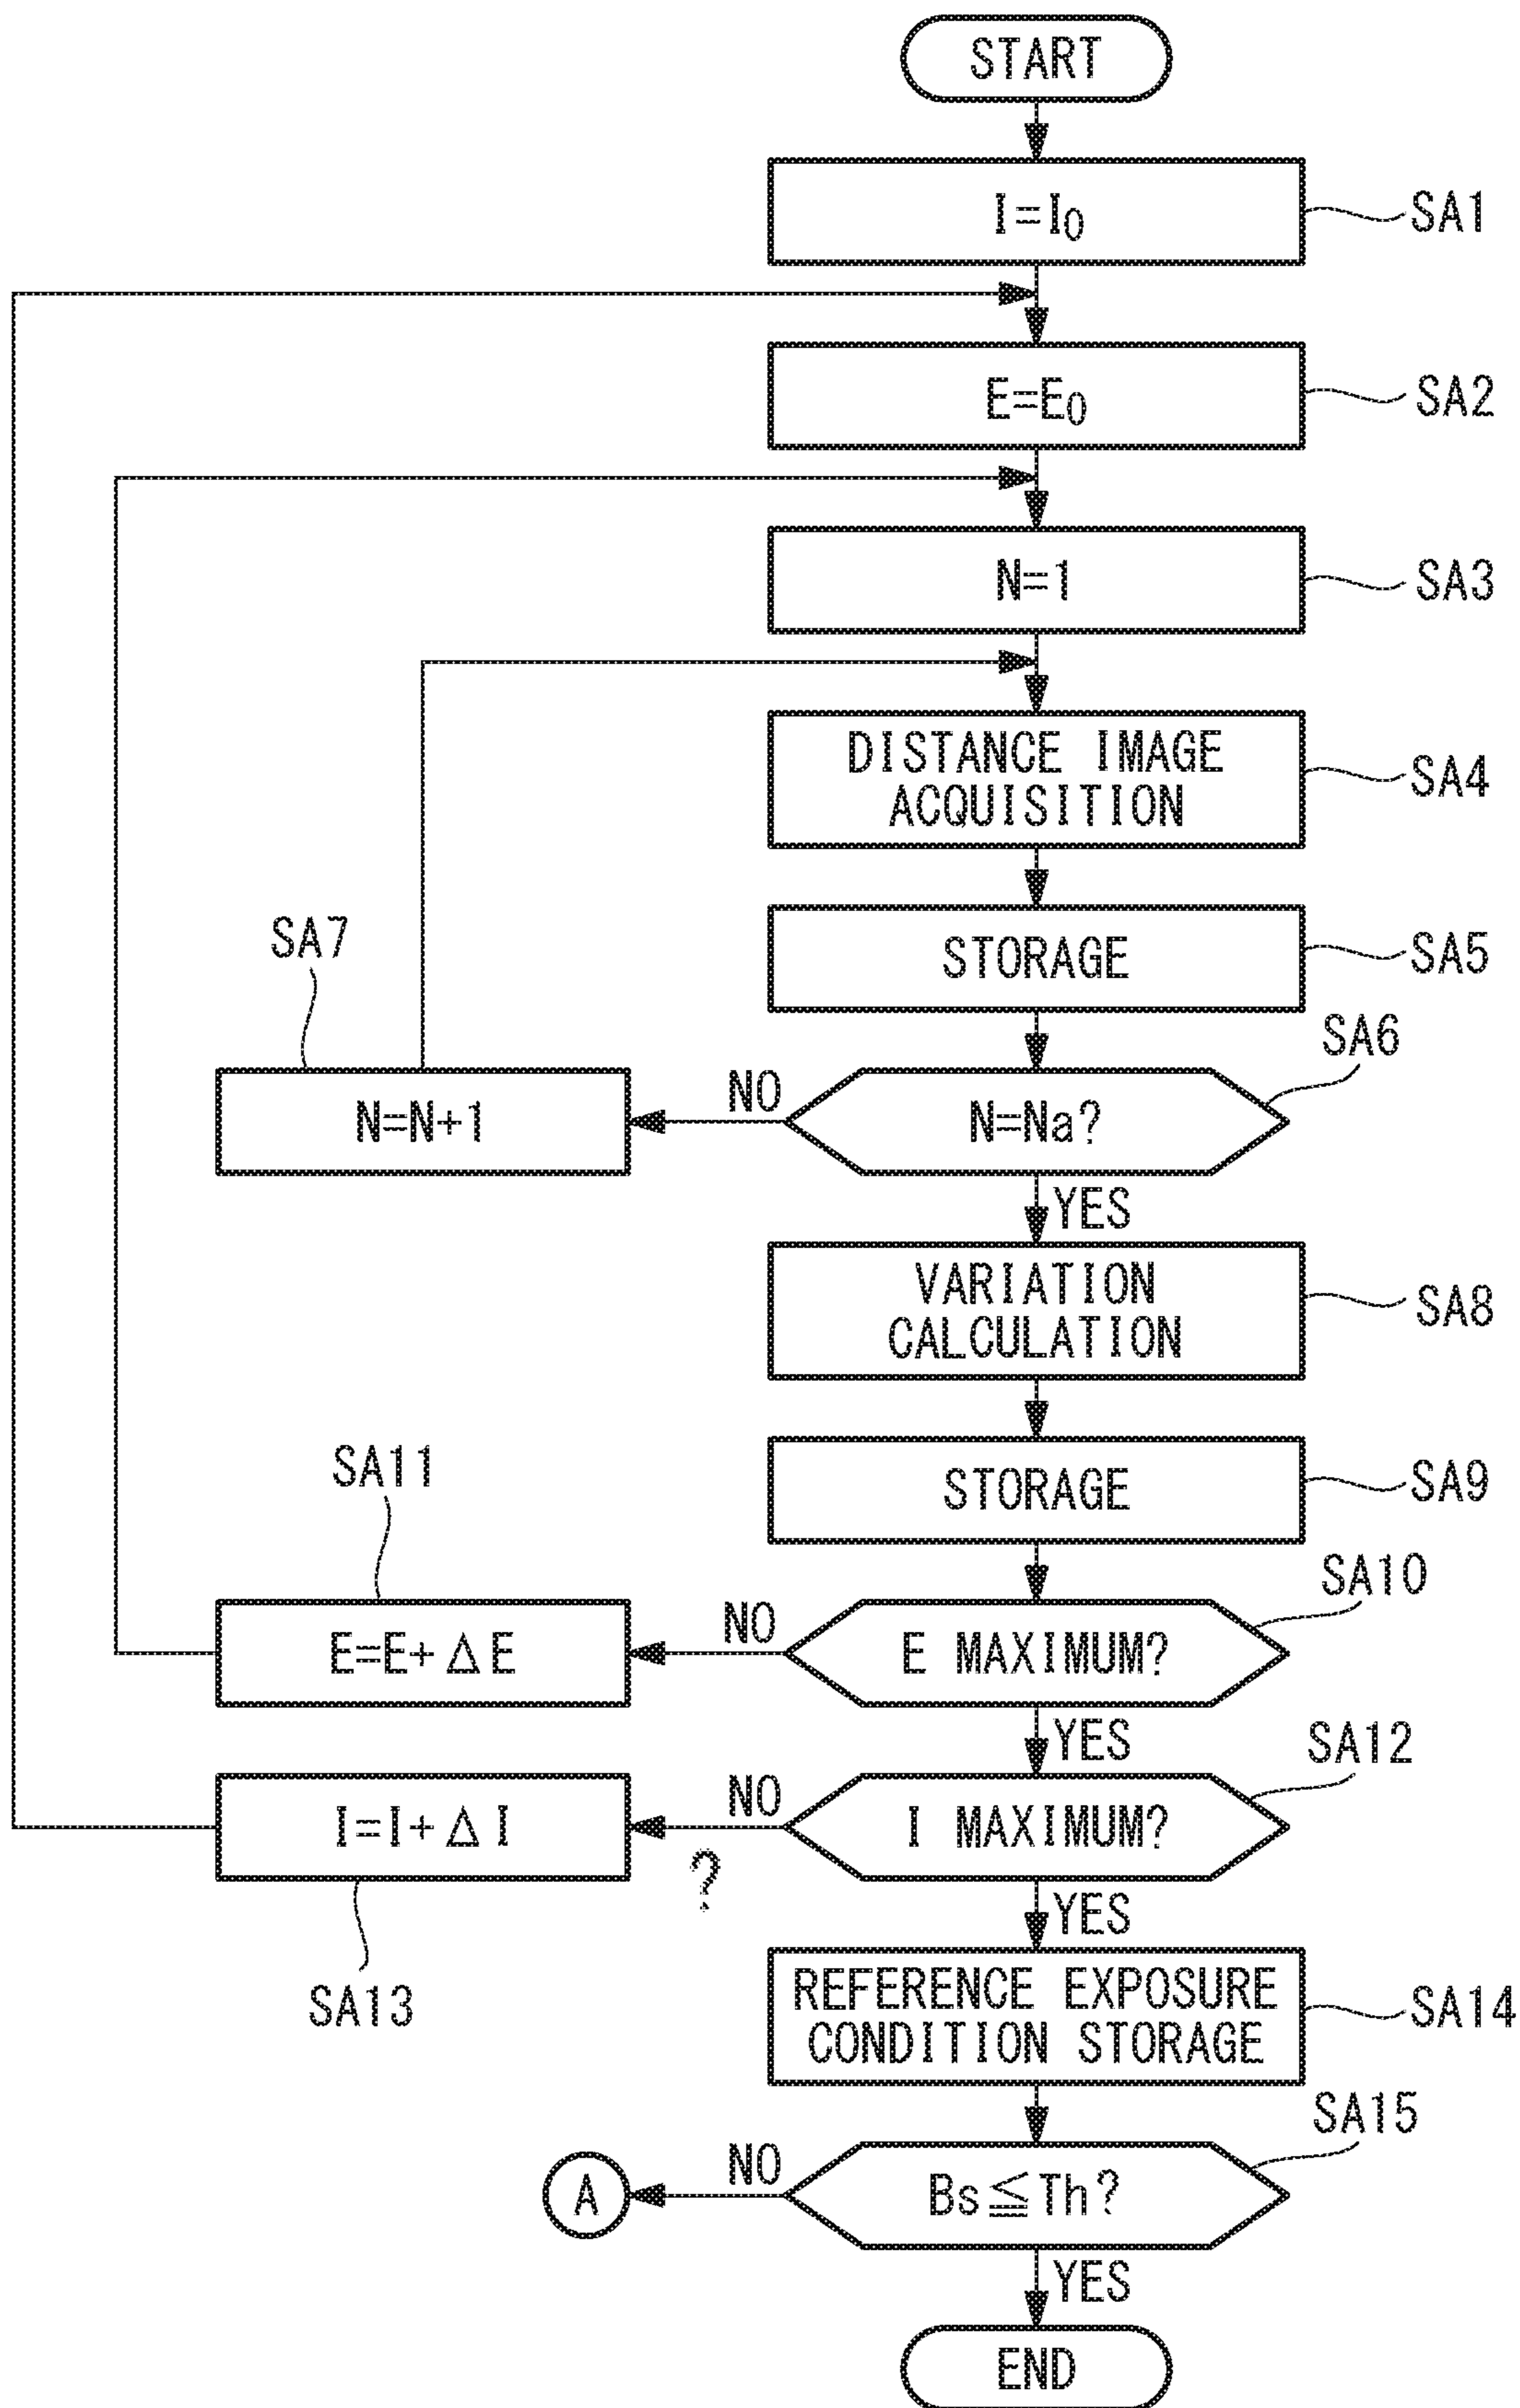 START
I=I0
SA1
E=E0
SA2
N=1
SA3
DISTANCE IMAGE
ACQUISITION
SA4
STORAGE
SA5
SA6
N=Na?
NO
SA7
N=N+1
YES
VARIATION
CALCULATION
SA8
STORAGE
SA9
SA10
E MAXIMUM?
NO
SA11
E=E+ΔE
YES
SA12
I MAXIMUM?
NO
?
I=I+ΔI
SA13
YES
REFERENCE EXPOSURE
CONDITION STORAGE
SA14
SA15
Bs≦Th?
NO
A
YES
END